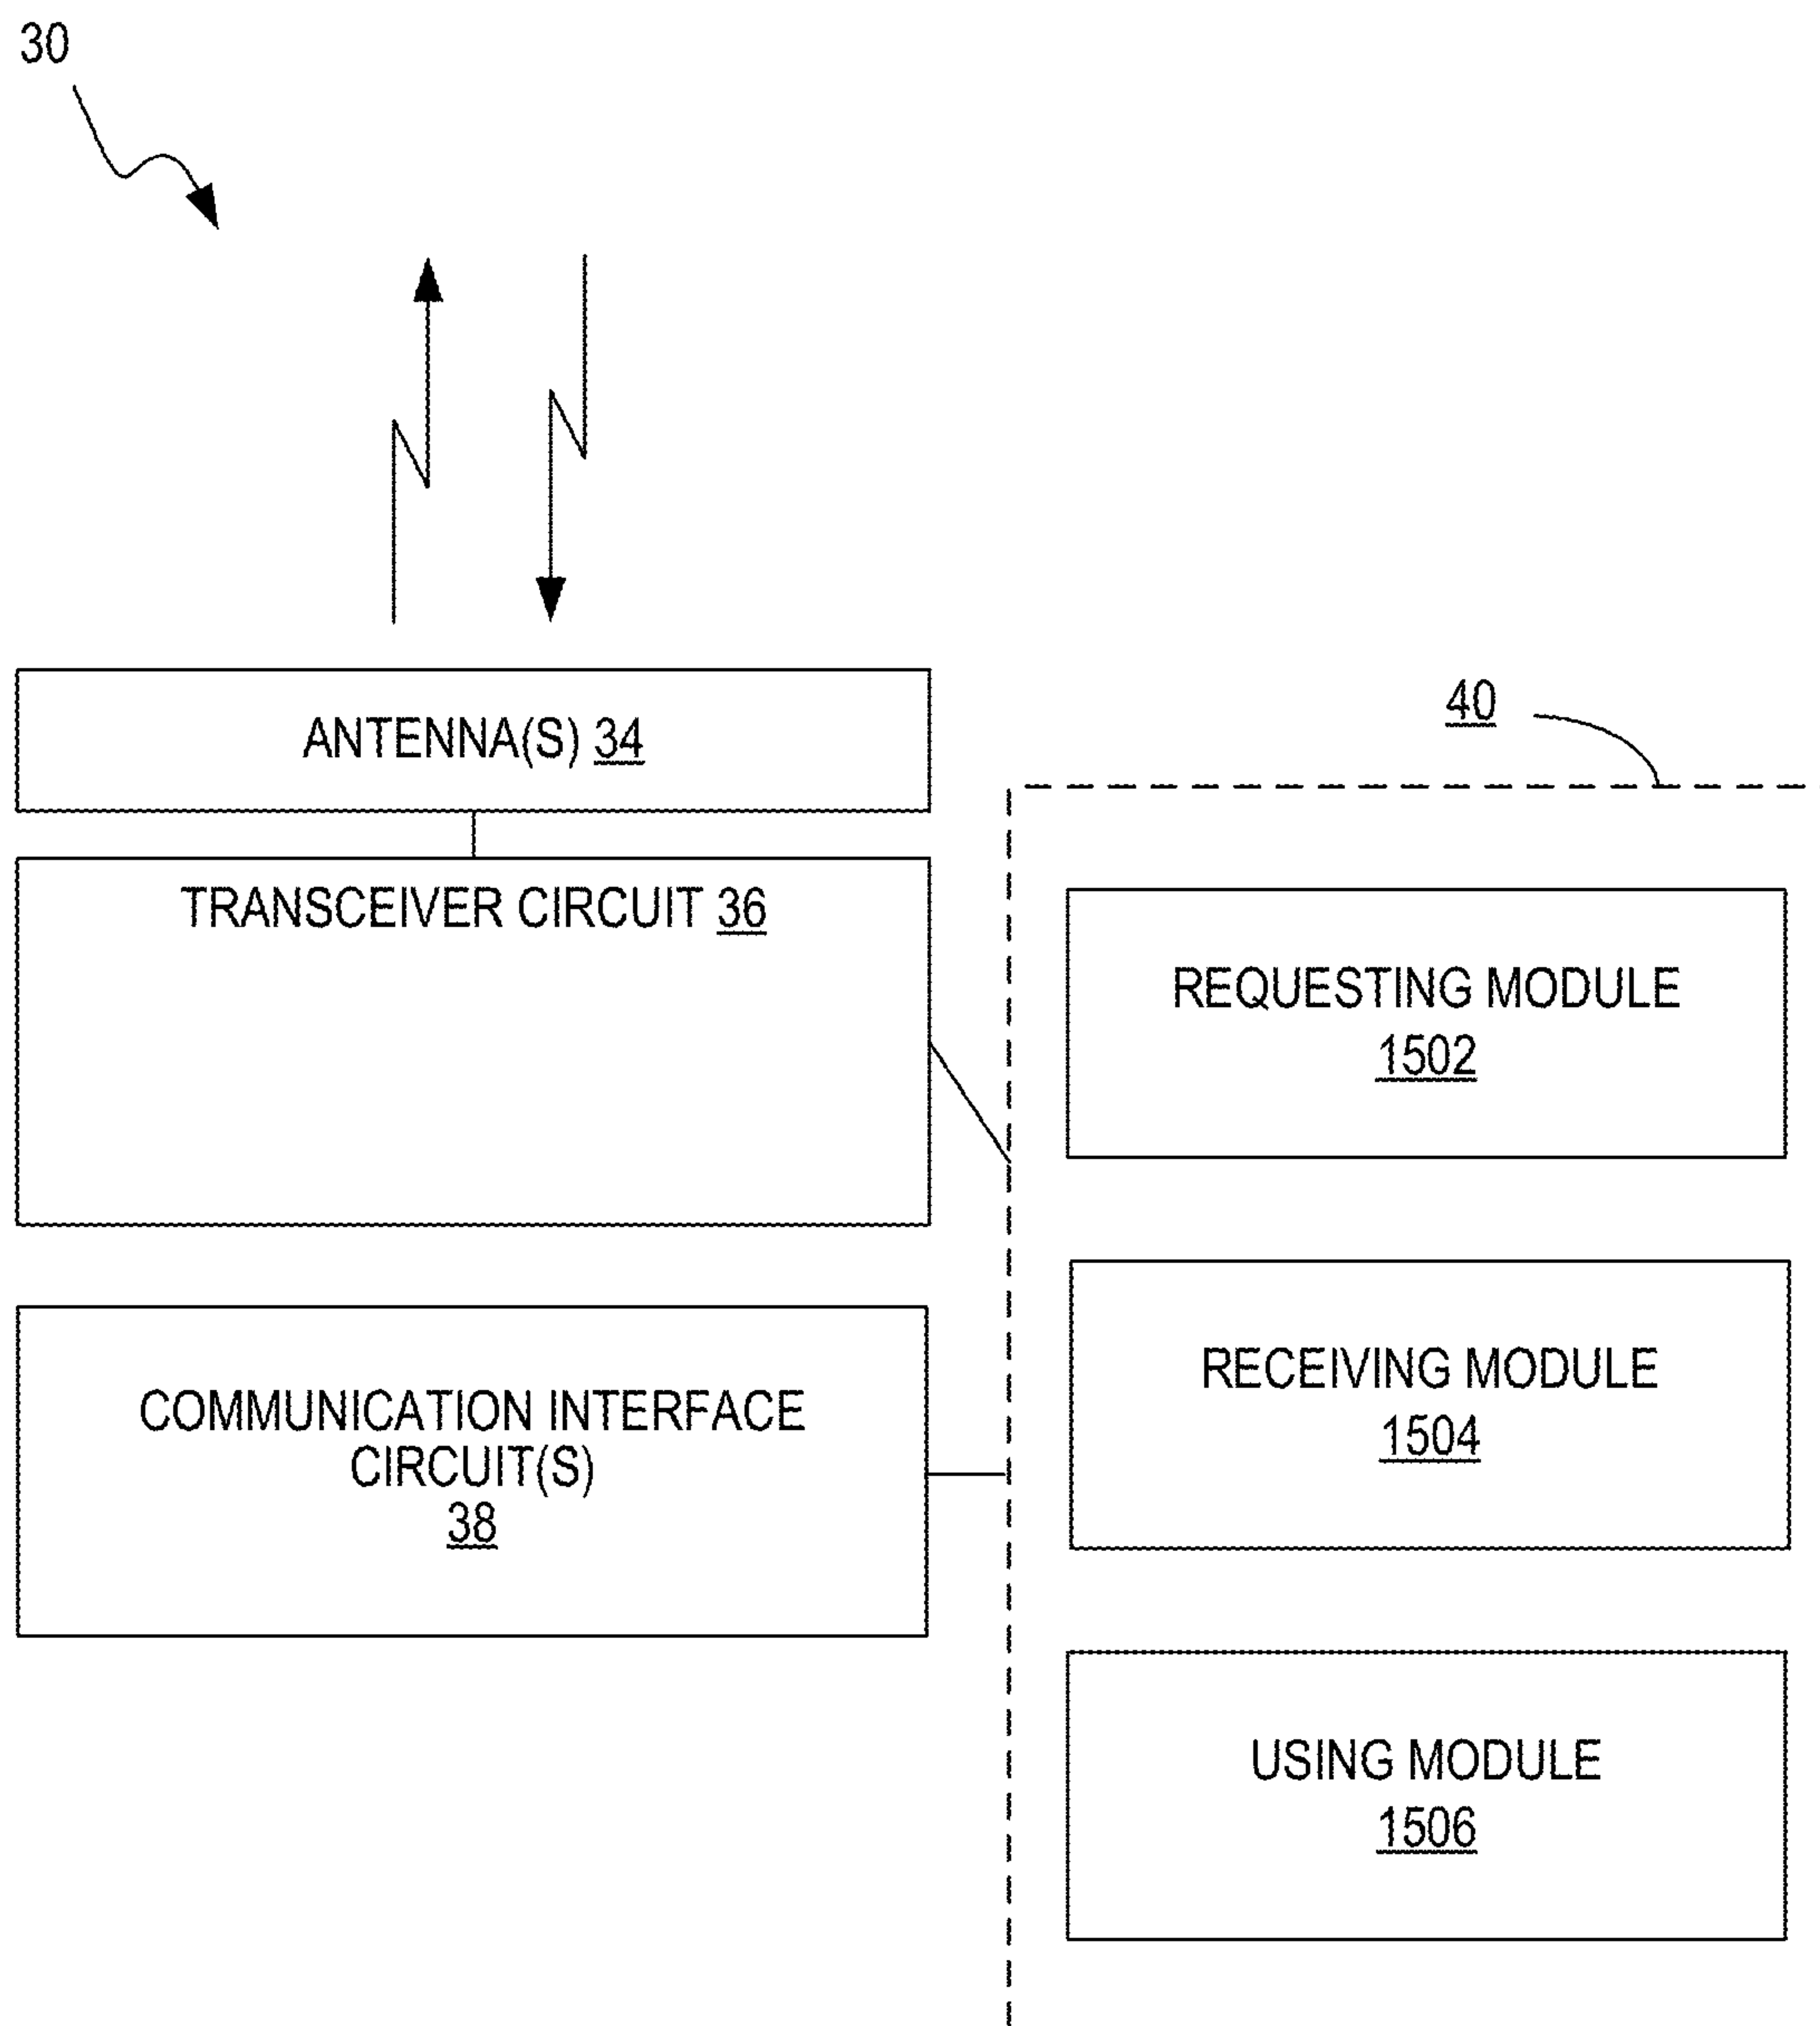 30
ANTENNA(S) 34
40
TRANSCEIVER CIRCUIT 36
REQUESTING MODULE
1502
RECEIVING MODULE
1504
COMMUNICATION INTERFACE
CIRCUIT(S)
38
USING MODULE
1506